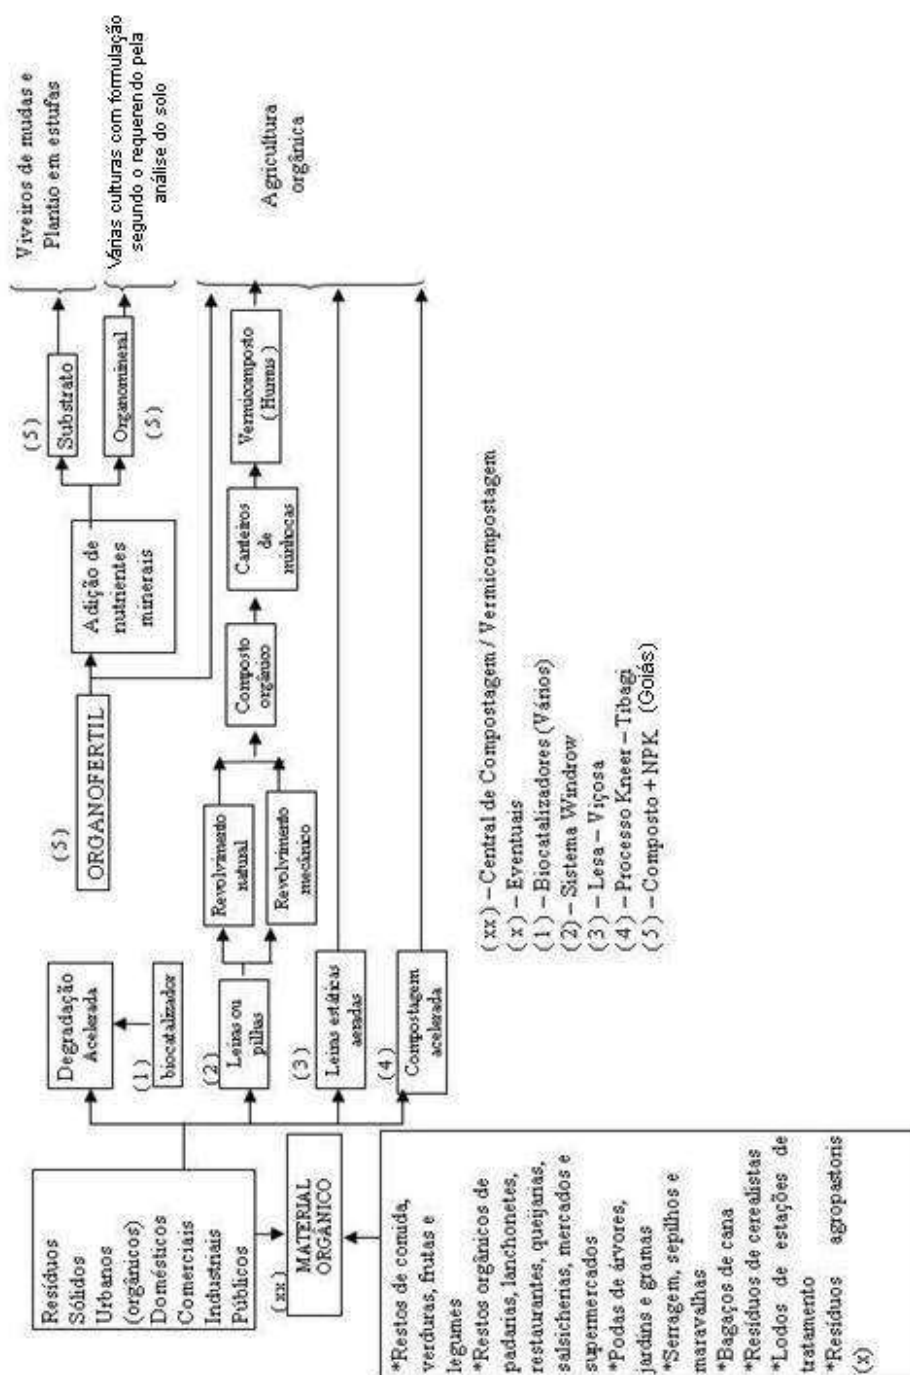 Resíduos
Sólidos
Urbanos
(orgânicos)
Domésticos
Comerciais
Industriais
Públicos
(xx)
MATERIAL
ORGÂNICO
*Restos de comida,
verduras, frutas e
legumes
*Restos orgânicos de
padarias, lanchonetes,
restaurantes, queijarias,
salsicherias, mercados e
supermercados
*Podas de árvores,
jardins e gramas
*Serragem, sepilhos e
maravalhas
*Bagaços de cana
*Resíduos de cerealistas
*Lodos de estações de
tratamento
*Resíduos agropastoris
(x)
Degradação
Acelerada
(1)
biocatalizador
(2)
Leiras ou
pilhas
(3)
Leiras estáticas
aeradas
(4)
Compostagem
acelerada
Revolvimento
natural
Revolvimento
mecânico
Composto
orgânico
Canteiros
de
minhocas
Vermicomposto
( Humus )
(5)
ORGANOFERTIL
Adição de
nutrientes
minerais
(5)
Substrato
Organomineral
(5)
Viveiros de mudas e
Plantio em estufas
Várias culturas com formulação
segundo o requerendo pela
análise do solo
Agricultura
orgânica
(xx) – Central de Compostagem / Vermicompostagem
(x) – Eventuais
(1) – Biocatalizadores (Vários)
(2) – Sistema Windrow
(3) – Lesa – Viçosa
(4) – Processo Kneer – Tibagi
(5) – Composto + NPK (Goiás)